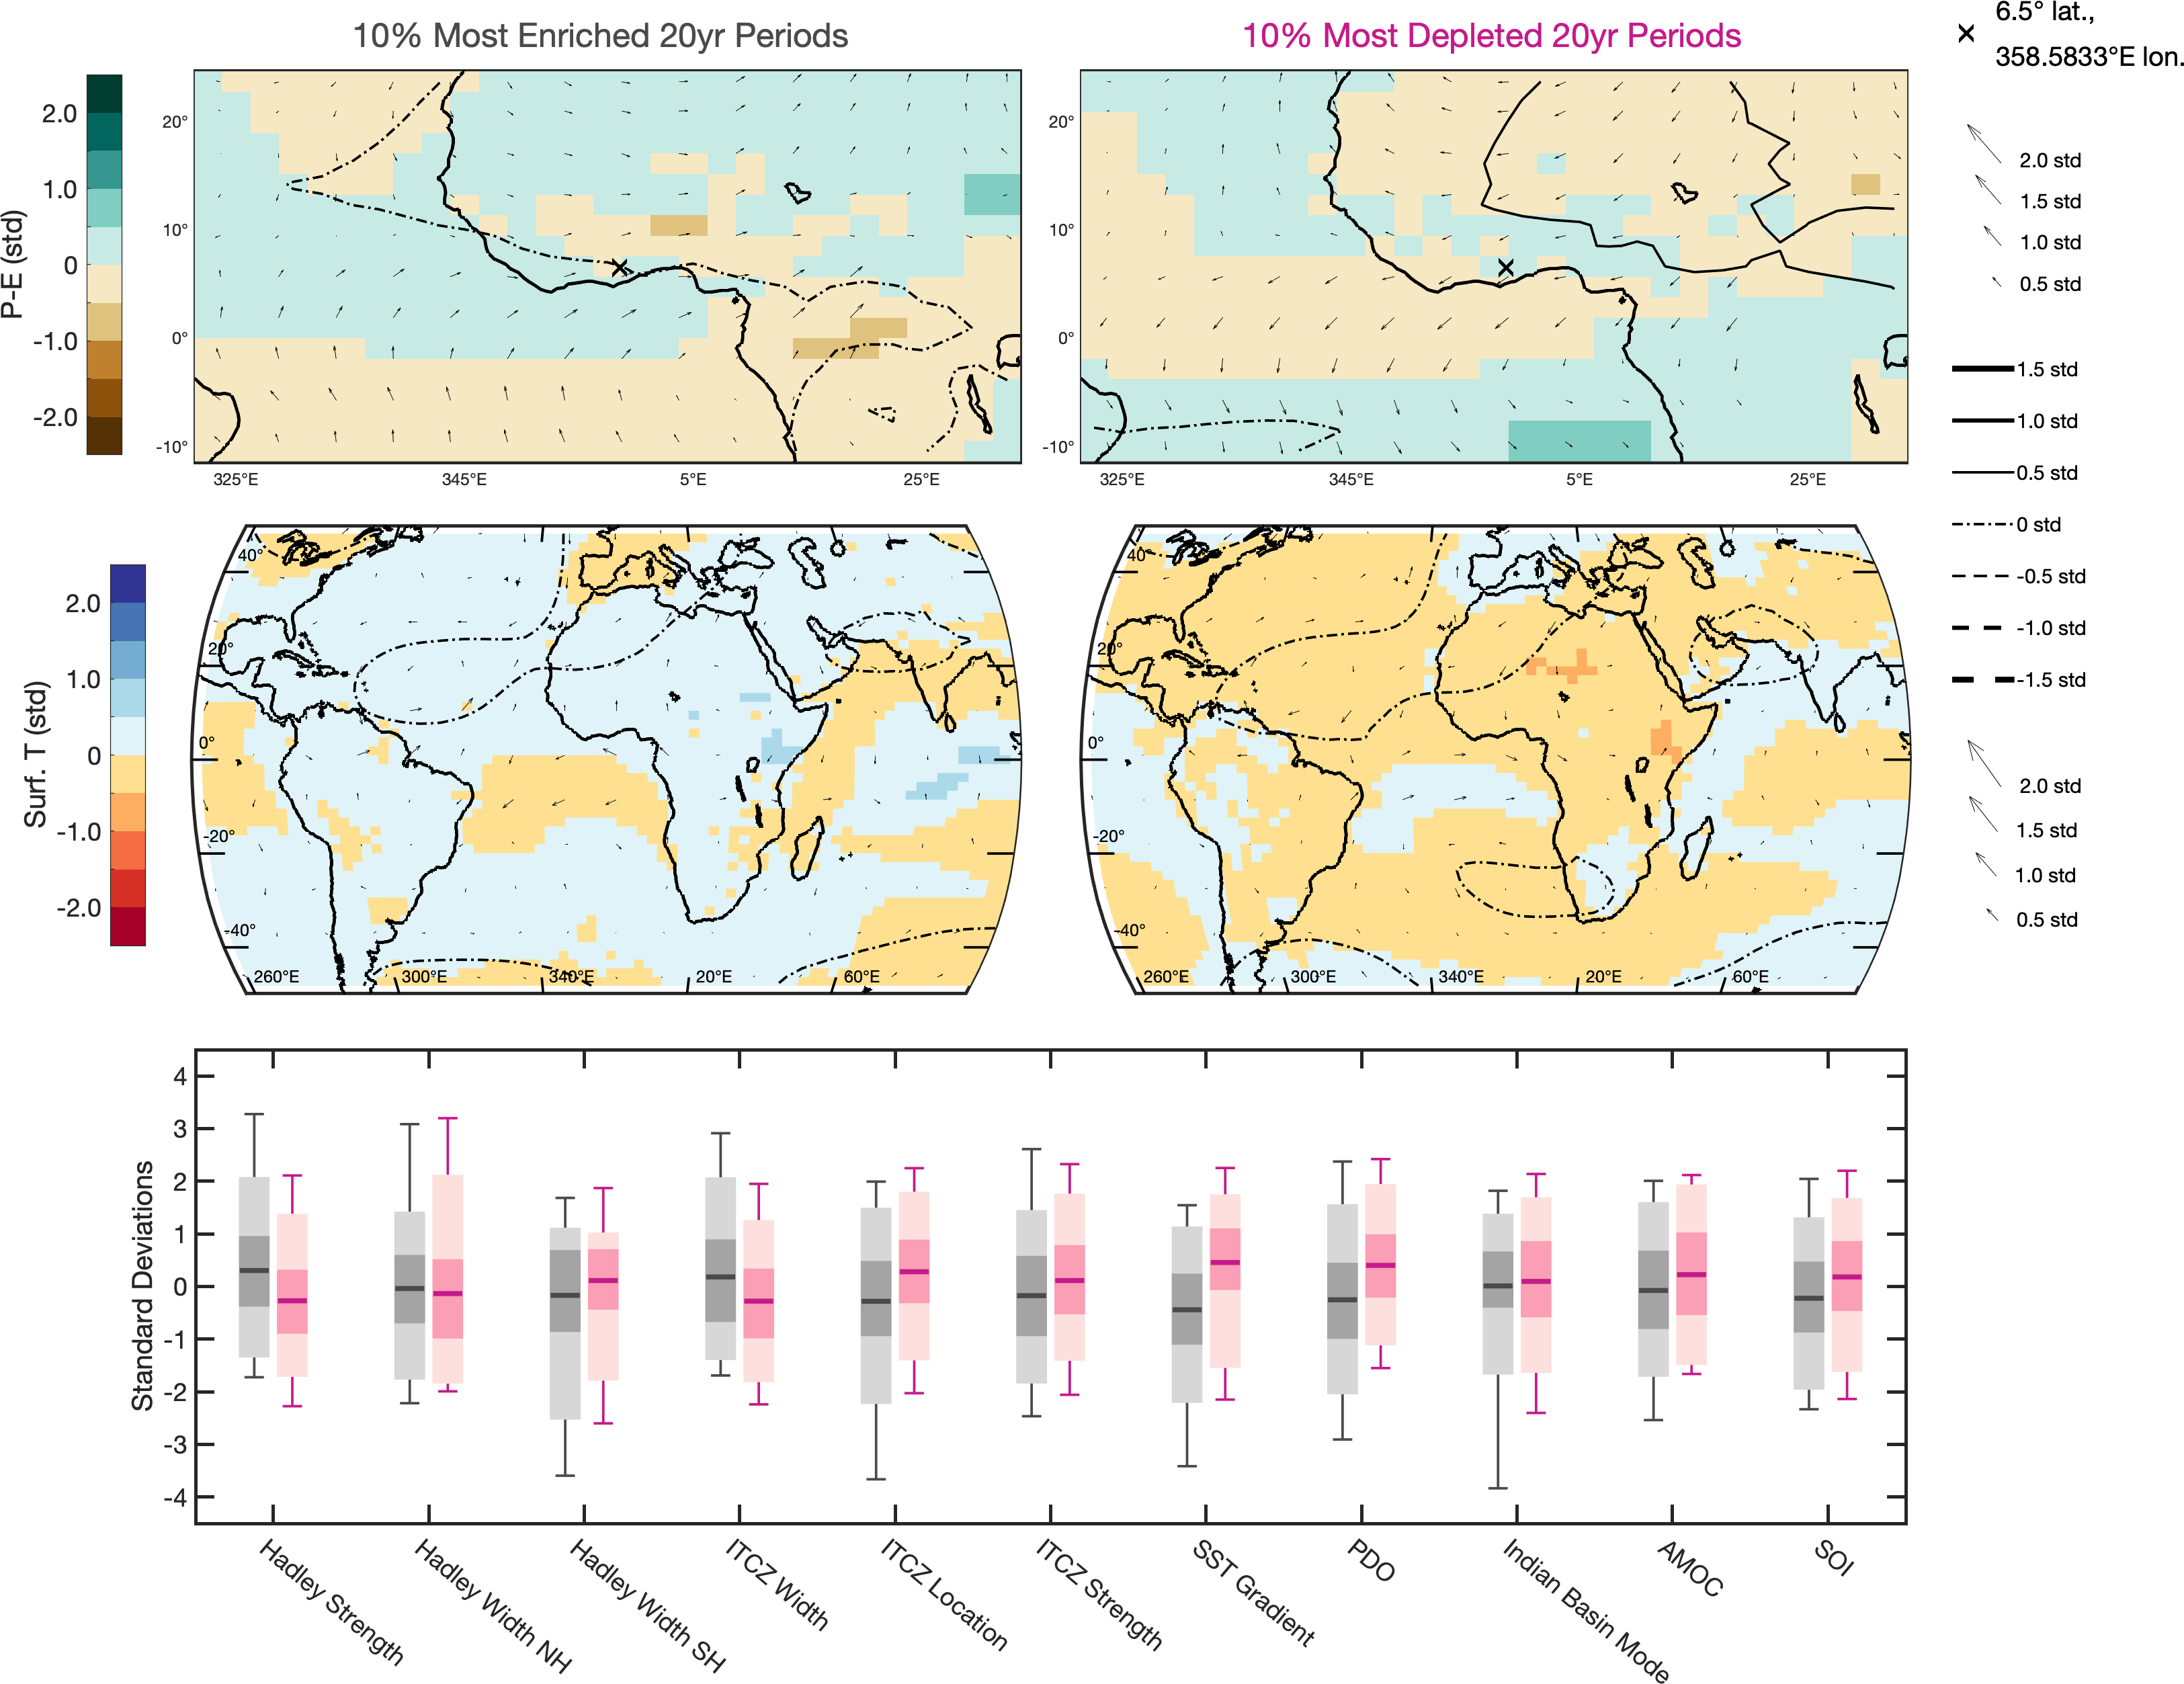 10% Most Enriched 20yr Periods
10% Most Depleted 20yr Periods
6.5° lat.,
358.5833°E lon.
P-E (std)
2.0
1.0
0
-1.0
-2.0
20°
10°
0°
-10°
325°E
345°E
5°E
25°E
20°
10°
0°
-10°
325°E
345°E
5°E
25°E
2.0 std
1.5 std
1.0 std
0.5 std
1.5 std
1.0 std
0.5 std
0 std
-0.5 std
-1.0 std
-1.5 std
Surf. T (std)
2.0
1.0
0
-1.0
-2.0
40°
20°
0°
-20°
-40°
260°E
300°E
340°E
20°E
60°E
40°
20°
0°
-20°
-40°
260°E
300°E
340°E
20°E
60°E
2.0 std
1.5 std
1.0 std
0.5 std
Standard Deviations
4
3
2
1
0
-1
-2
-3
-4
Hadley Strength
Hadley Width NH
Hadley Width SH
ITCZ Width
ITCZ Location
ITCZ Strength
SST Gradient
PDO
Indian Basin Mode
AMOC
SOI